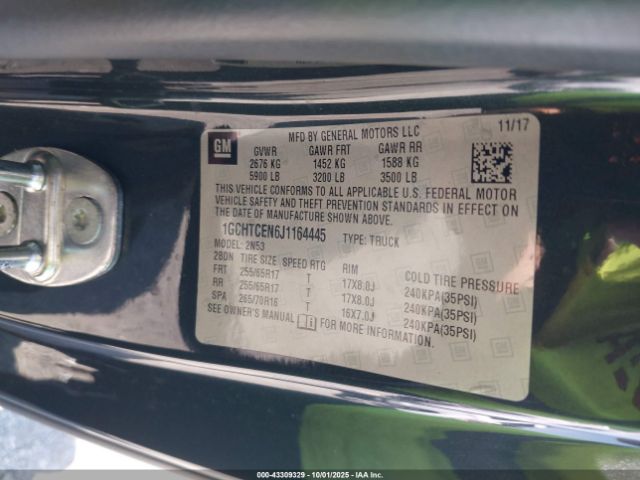 GM
MFD BY GENERAL MOTORS LLC
11/17
GVWR GAWR FRT GAWR RR
2676 KG 1452 KG 1588 KG
5900 LB 3200 LB 3500 LB
THIS VEHICLE CONFORMS TO ALL APPLICABLE U.S. FEDERAL MOTOR
VEHICLE SAFETY AND THEFT PREVENTION STANDARDS IN EFFECT ON
THE DATE OF MANUFACTURE SHOWN ABOVE.
1GCHTCEN6J1164445 TYPE: TRUCK
MODEL: 2N53
280N TIRE SIZE SPEED RTG RIM COLD TIRE PRESSURE
FRT 255/65R17 T 17X8.0J 240KPA(35PSI)
RR 255/65R17 T 17X8.0J 240KPA(35PSI)
SPA 265/70R16 T 16X7.0J 240KPA(35PSI)
SEE OWNER'S MANUAL FOR MORE INFORMATION.
000-43309329 - 10/01/2025 - IAA Inc.